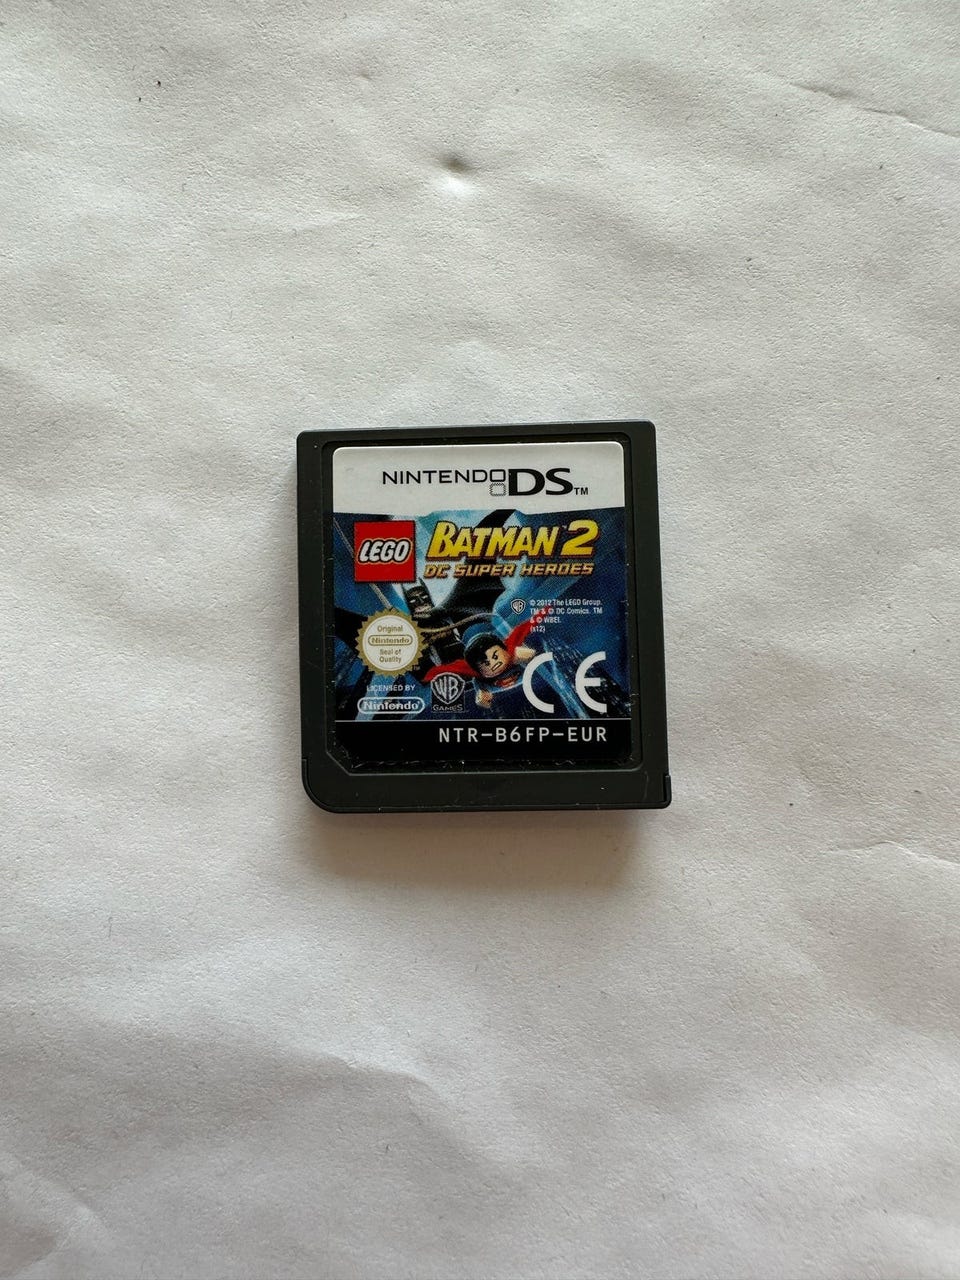 NINTENDO DS™
LEGO
BATMAN 2
DC SUPER HEROES
© 2012 The LEGO Group.
TM & © DC Comics. TM
& © WBEI.
(s12)
Original
Nintendo
Seal of
Quality
TM
LICENSED BY
Nintendo
WB
GAMES
CE
NTR-B6FP-EUR